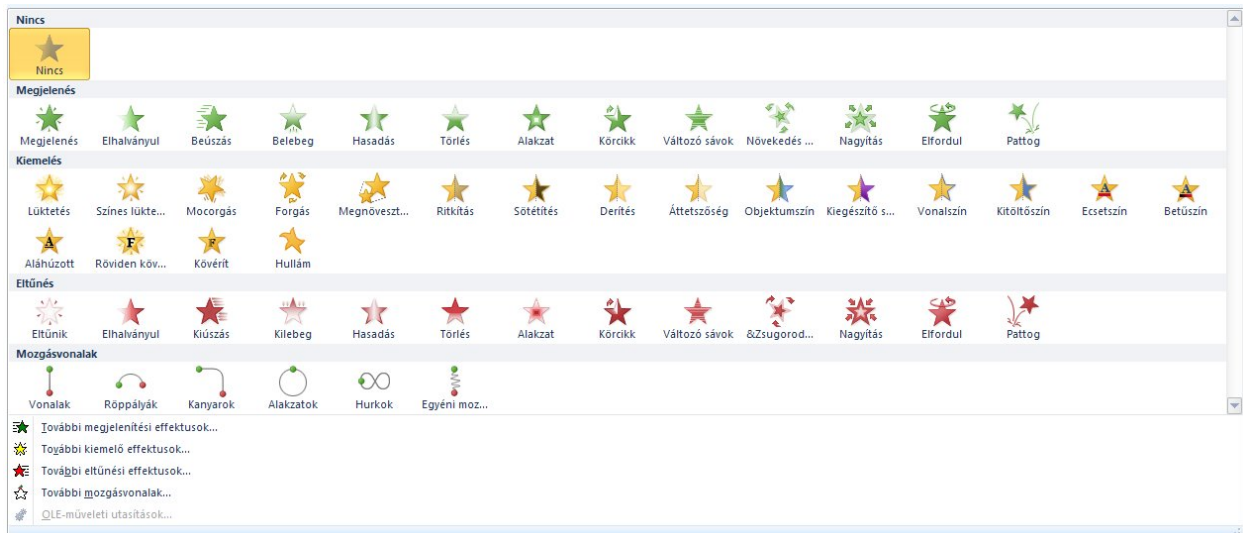 Nincs
Nincs
Megjelenés
Megjelenés Elhalványul Beúszás Belebeg Hasadás Törlés Alakzat Körcikk Változó sávok Növekedés ... Nagyítás Elfordul Pattog
Kiemelés
Lüktetés Színes lükte... Mocorgás Forgás Megnöveszt... Ritkítás Sötétítés Derítés Áttetszőség Objektumszín Kiegészítő s... Vonalszín Kitöltőszín Ecsetszín Betűszín
Aláhúzott Röviden köv... Kövérít Hullám
Eltűnés
Eltűnik Elhalványul Kiúszás Kilebeg Hasadás Törlés Alakzat Körcikk Változó sávok &Zsugorod... Nagyítás Elfordul Pattog
Mozgásvonalak
Vonalak Röppályák Kanyarok Alakzatok Hurkok Egyéni moz...
További megjelenítési effektusok...
További kiemelő effektusok...
További eltűnési effektusok...
További mozgásvonalak...
OLE-műveleti utasítások...